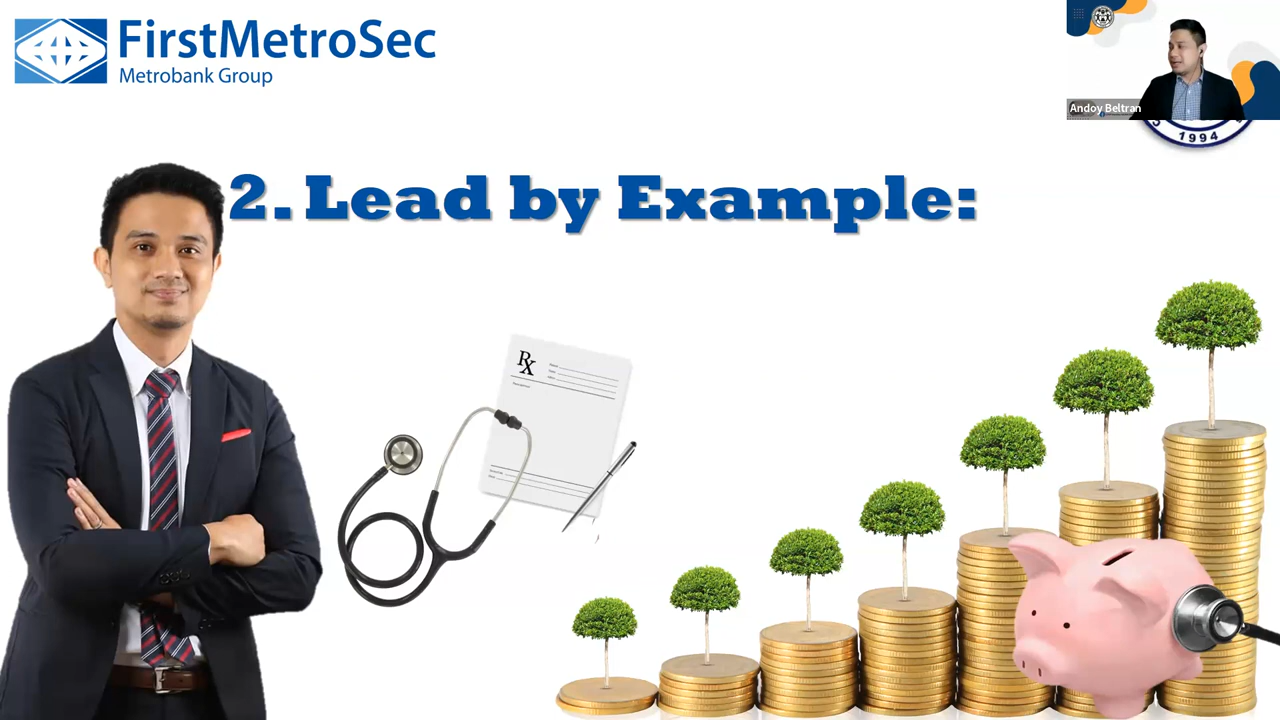 FirstMetroSec
Metrobank Group
Andoy Beltran
1994
2. Lead by Example:
Rx